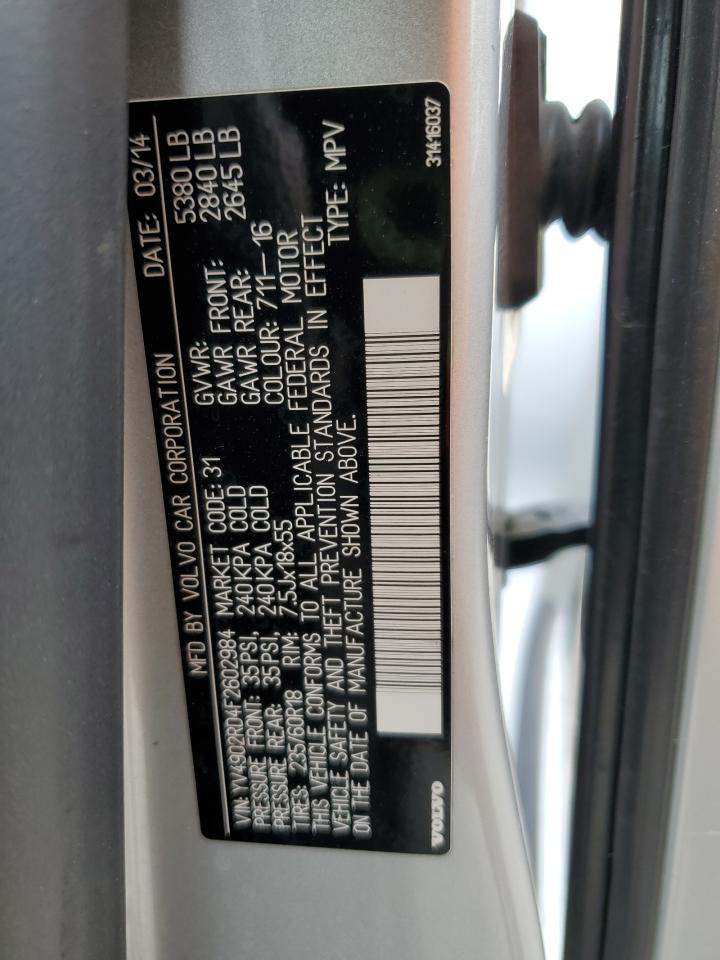 MFD BY VOLVO CAR CORPORATION DATE: 03/14
VIN: YV4902RD4F2602984 MARKET CODE: 31 GVWR: 5380 LB
PRESSURE FRONT: 35PSI, 240KPA COLD GAWR FRONT: 2840 LB
PRESSURE REAR: 35PSI, 240KPA COLD GAWR REAR: 2645 LB
TIRES: 235/60R18 RIM: 7.5Jx18x55 COLOUR: 711–16
THIS VEHICLE CONFORMS TO ALL APPLICABLE FEDERAL MOTOR
VEHICLE SAFETY AND THEFT PREVENTION STANDARDS IN EFFECT
ON THE DATE OF MANUFACTURE SHOWN ABOVE. TYPE: MPV
VOLVO 31416037